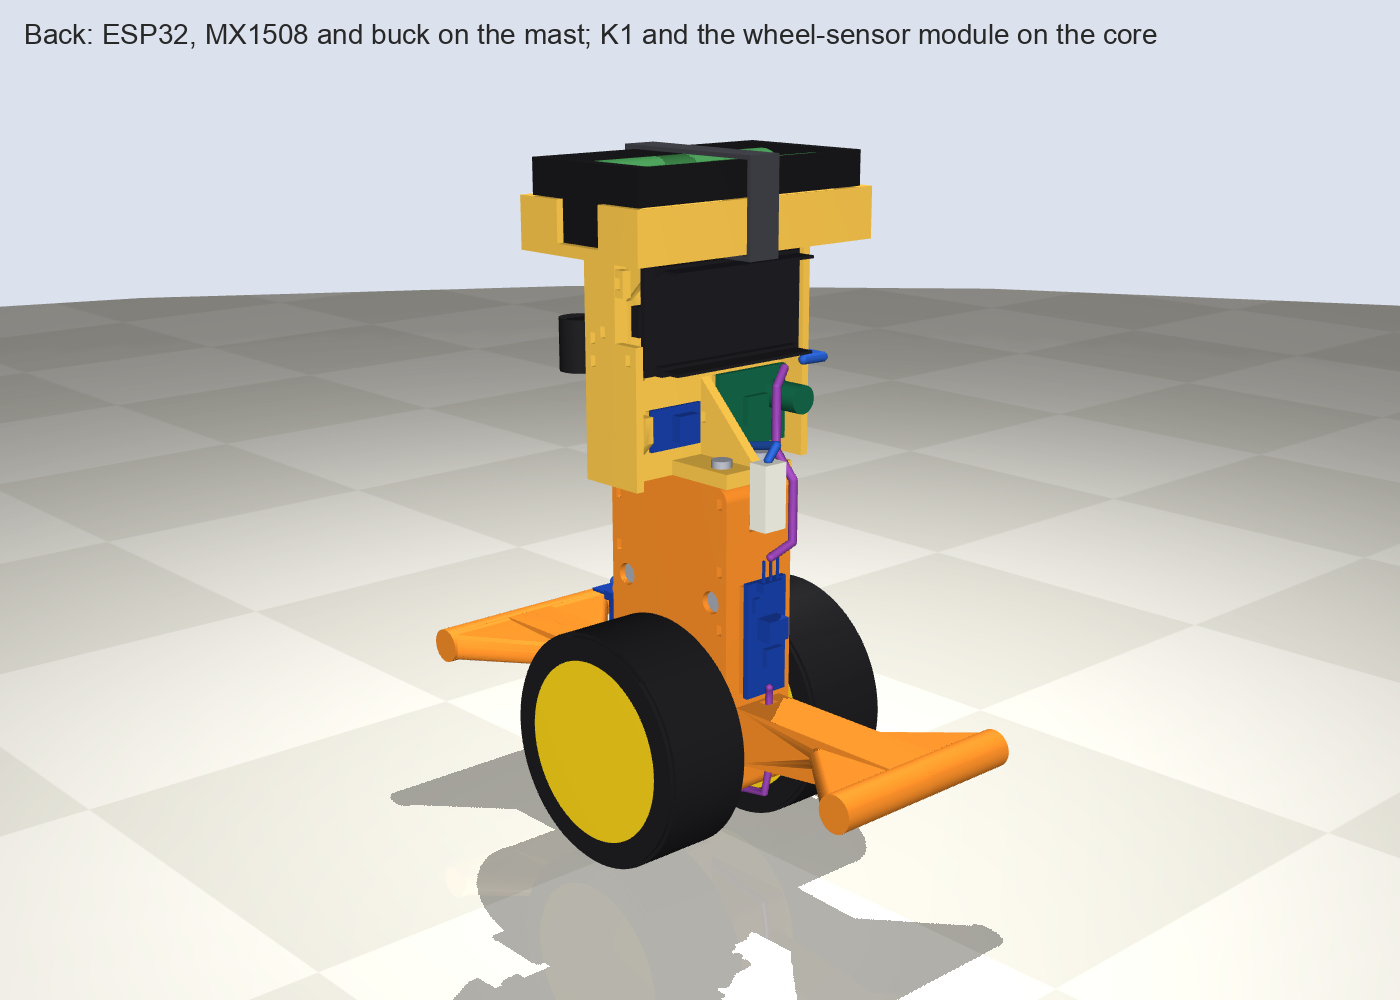 Back: ESP32, MX1508 and buck on the mast; K1 and the wheel-sensor module on the core